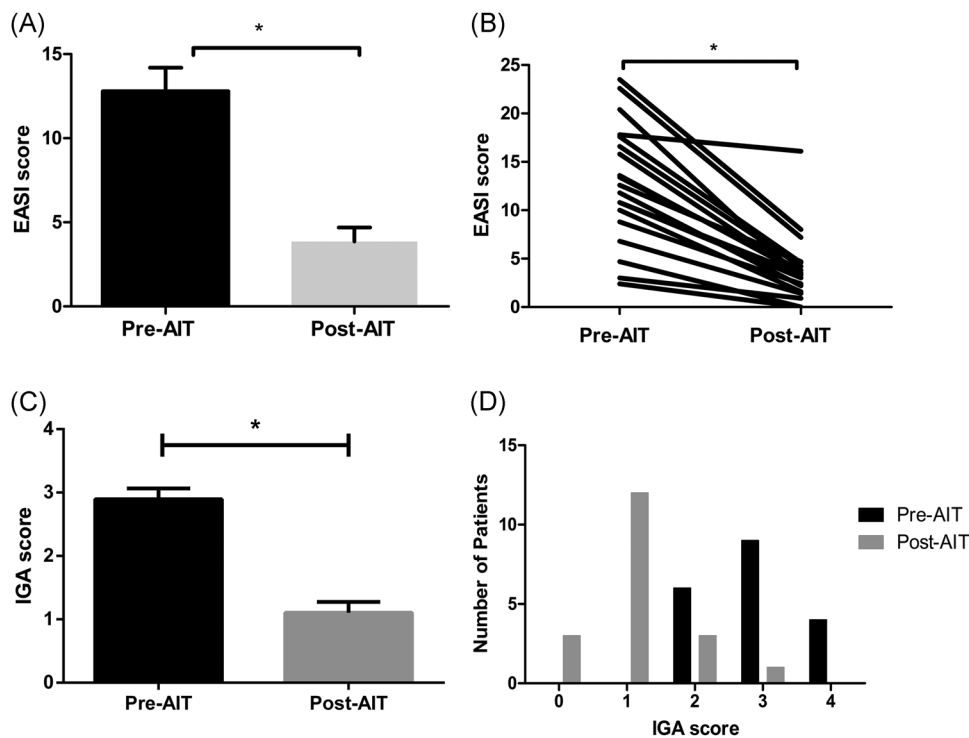 (A)
*
EASI score
15
10
5
0
Pre-AIT
Post-AIT
(B)
*
EASI score
25
20
15
10
5
0
Pre-AIT
Post-AIT
(C)
*
IGA score
4
3
2
1
0
Pre-AIT
Post-AIT
(D)
Number of Patients
15
10
5
0
0 1 2 3 4
IGA score
Pre-AIT
Post-AIT